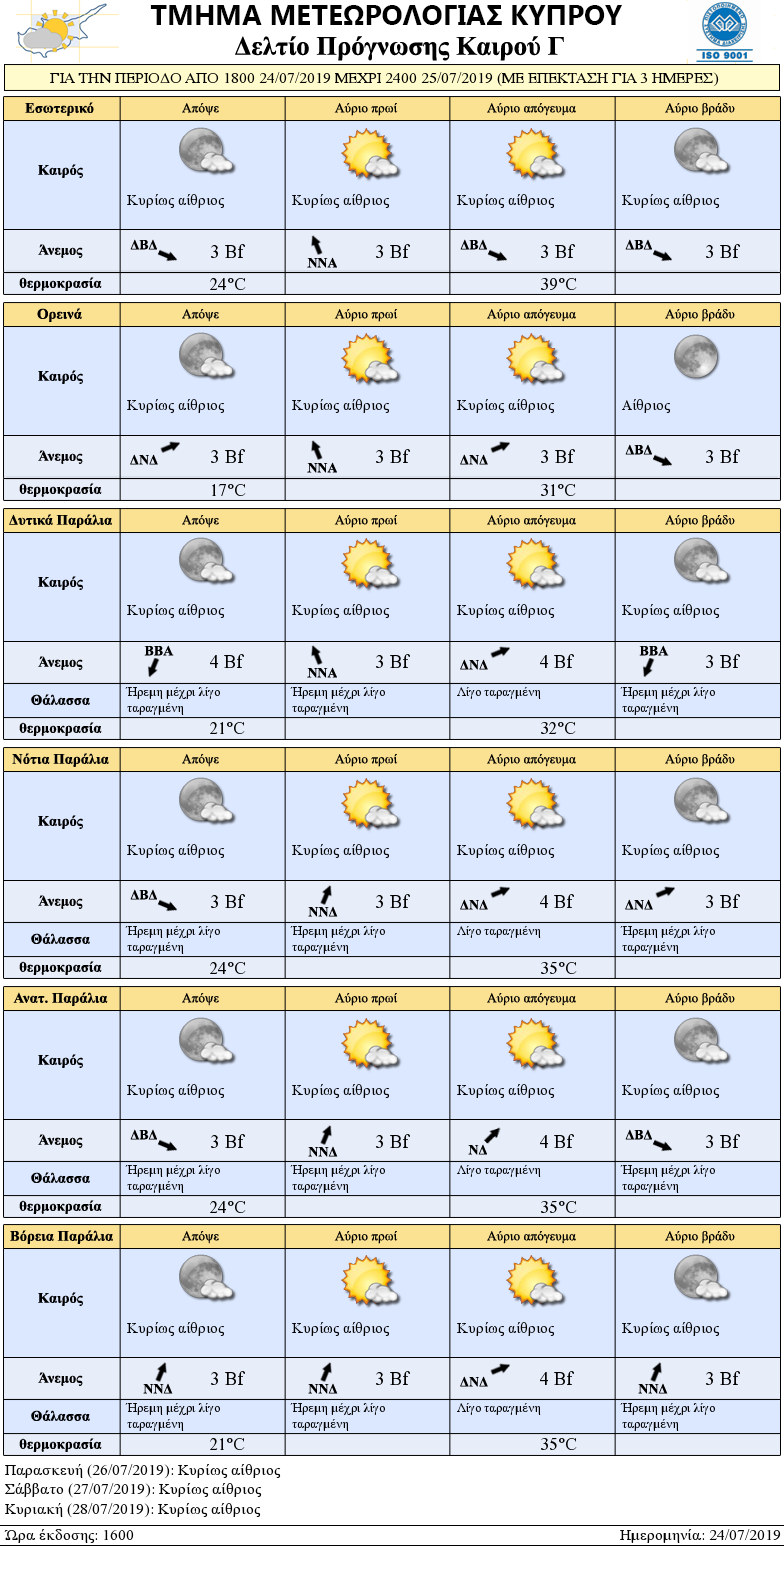 ΤΜΗΜΑ ΜΕΤΕΩΡΟΛΟΓΙΑΣ ΚΥΠΡΟΥ
Δελτίο Πρόγνωσης Καιρού Γ
ISO 9001
ΓΙΑ ΤΗΝ ΠΕΡΙΟΔΟ ΑΠΟ 1800 24/07/2019 ΜΕΧΡΙ 2400 25/07/2019 (ΜΕ ΕΠΕΚΤΑΣΗ ΓΙΑ 3 ΗΜΕΡΕΣ)
Εσωτερικό Απόψε Αύριο πρωί Αύριο απόγευμα Αύριο βράδυ
Καιρός
Κυρίως αίθριος Κυρίως αίθριος Κυρίως αίθριος Κυρίως αίθριος
Άνεμος ΔΒΔ 3 Bf ΝΝΑ 3 Bf ΔΒΔ 3 Bf ΔΒΔ 3 Bf
θερμοκρασία 24°C 39°C
Ορεινά Απόψε Αύριο πρωί Αύριο απόγευμα Αύριο βράδυ
Καιρός
Κυρίως αίθριος Κυρίως αίθριος Κυρίως αίθριος Αίθριος
Άνεμος ΔΝΔ 3 Bf ΝΝΑ 3 Bf ΔΝΔ 3 Bf ΔΒΔ 3 Bf
θερμοκρασία 17°C 31°C
Δυτικά Παράλια Απόψε Αύριο πρωί Αύριο απόγευμα Αύριο βράδυ
Καιρός
Κυρίως αίθριος Κυρίως αίθριος Κυρίως αίθριος Κυρίως αίθριος
Άνεμος ΒΒΑ 4 Bf ΝΝΑ 3 Bf ΔΝΔ 4 Bf ΒΒΑ 3 Bf
Θάλασσα Ήρεμη μέχρι λίγο Ήρεμη μέχρι λίγο Λίγο ταραγμένη Ήρεμη μέχρι λίγο
ταραγμένη ταραγμένη ταραγμένη
θερμοκρασία 21°C 32°C
Νότια Παράλια Απόψε Αύριο πρωί Αύριο απόγευμα Αύριο βράδυ
Καιρός
Κυρίως αίθριος Κυρίως αίθριος Κυρίως αίθριος Κυρίως αίθριος
Άνεμος ΔΒΔ 3 Bf ΝΝΔ 3 Bf ΔΝΔ 4 Bf ΔΝΔ 3 Bf
Θάλασσα Ήρεμη μέχρι λίγο Ήρεμη μέχρι λίγο Λίγο ταραγμένη Ήρεμη μέχρι λίγο
ταραγμένη ταραγμένη ταραγμένη
θερμοκρασία 24°C 35°C
Ανατ. Παράλια Απόψε Αύριο πρωί Αύριο απόγευμα Αύριο βράδυ
Καιρός
Κυρίως αίθριος Κυρίως αίθριος Κυρίως αίθριος Κυρίως αίθριος
Άνεμος ΔΒΔ 3 Bf ΝΝΔ 3 Bf ΝΔ 4 Bf ΔΒΔ 3 Bf
Θάλασσα Ήρεμη μέχρι λίγο Ήρεμη μέχρι λίγο Λίγο ταραγμένη Ήρεμη μέχρι λίγο
ταραγμένη ταραγμένη ταραγμένη
θερμοκρασία 24°C 35°C
Βόρεια Παράλια Απόψε Αύριο πρωί Αύριο απόγευμα Αύριο βράδυ
Καιρός
Κυρίως αίθριος Κυρίως αίθριος Κυρίως αίθριος Κυρίως αίθριος
Άνεμος ΝΝΔ 3 Bf ΝΝΔ 3 Bf ΔΝΔ 4 Bf ΝΝΔ 3 Bf
Θάλασσα Ήρεμη μέχρι λίγο Ήρεμη μέχρι λίγο Λίγο ταραγμένη Ήρεμη μέχρι λίγο
ταραγμένη ταραγμένη ταραγμένη
θερμοκρασία 21°C 35°C
Παρασκευή (26/07/2019): Κυρίως αίθριος
Σάββατο (27/07/2019): Κυρίως αίθριος
Κυριακή (28/07/2019): Κυρίως αίθριος
Ώρα έκδοσης: 1600 Ημερομηνία: 24/07/2019